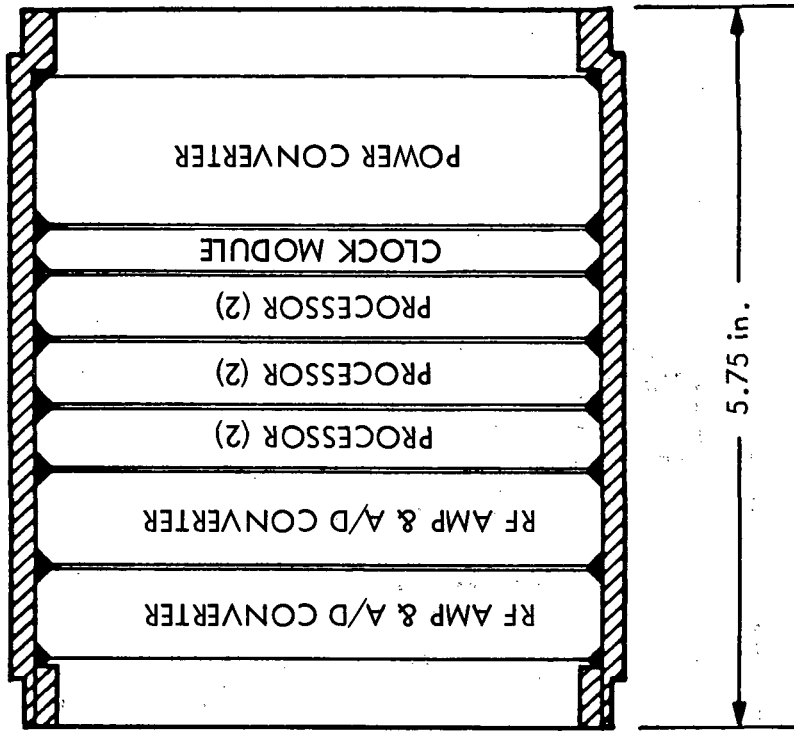 RF AMP & A/D CONVERTER
RF AMP & A/D CONVERTER
PROCESSOR (2)
PROCESSOR (2)
PROCESSOR (2)
CLOCK MODULE
POWER CONVERTER
5.75 in.